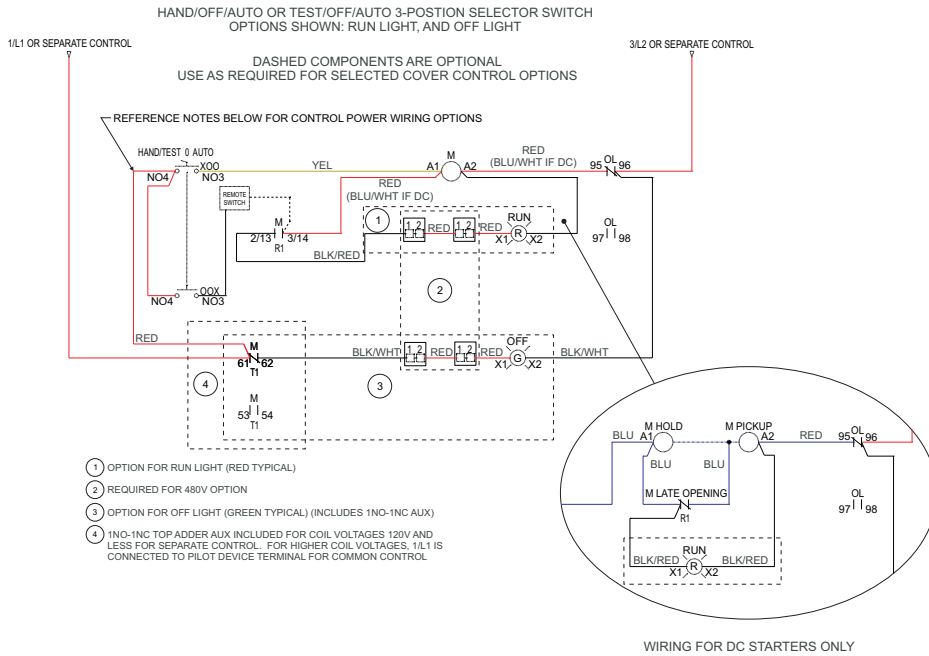 HAND/OFF/AUTO OR TEST/OFF/AUTO 3-POSTION SELECTOR SWITCH
OPTIONS SHOWN: RUN LIGHT, AND OFF LIGHT
1/L1 OR SEPARATE CONTROL
3/L2 OR SEPARATE CONTROL
DASHED COMPONENTS ARE OPTIONAL
USE AS REQUIRED FOR SELECTED COVER CONTROL OPTIONS
REFERENCE NOTES BELOW FOR CONTROL POWER WIRING OPTIONS
HAND/TEST 0 AUTO
XOO
NO4
NO3
YEL
M
A1
A2
RED
(BLU/WHT IF DC)
OL
95
96
REMOTE
SWITCH
RED
(BLU/WHT IF DC)
M
2/13
3/14
R1
BLK/RED
1
1 2
RED
1 2
RED
RUN
R
X1
X2
OL
97
98
2
OOX
NO4
NO3
RED
M
61
62
T1
BLK/WHT
1 2
RED
1 2
RED
OFF
G
X1
X2
BLK/WHT
4
3
M
53
54
T1
BLU
M HOLD
A1
M PICKUP
A2
RED
OL
95
96
BLU
BLU
M LATE OPENING
R1
OL
97
98
BLK/RED
RUN
R
X1
X2
BLK/RED
1 OPTION FOR RUN LIGHT (RED TYPICAL)
2 REQUIRED FOR 480V OPTION
3 OPTION FOR OFF LIGHT (GREEN TYPICAL) (INCLUDES 1NO-1NC AUX)
4 1NO-1NC TOP ADDER AUX INCLUDED FOR COIL VOLTAGES 120V AND
LESS FOR SEPARATE CONTROL. FOR HIGHER COIL VOLTAGES, 1/L1 IS
CONNECTED TO PILOT DEVICE TERMINAL FOR COMMON CONTROL
WIRING FOR DC STARTERS ONLY